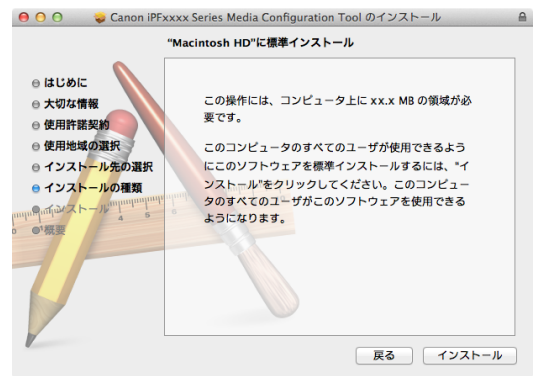 Canon iPFxxxx Series Media Configuration Tool のインストール
"Macintosh HD"に標準インストール
はじめに
大切な情報
使用許諾契約
使用地域の選択
インストール先の選択
インストールの種類
インストール
概要
この操作には、コンピュータ上に xx.x MB の領域が必
要です。
このコンピュータのすべてのユーザが使用できるよう
にこのソフトウェアを標準インストールするには、"イ
ンストール"をクリックしてください。このコンピュー
タのすべてのユーザがこのソフトウェアを使用できる
ようになります。
4 5 6
戻る
インストール